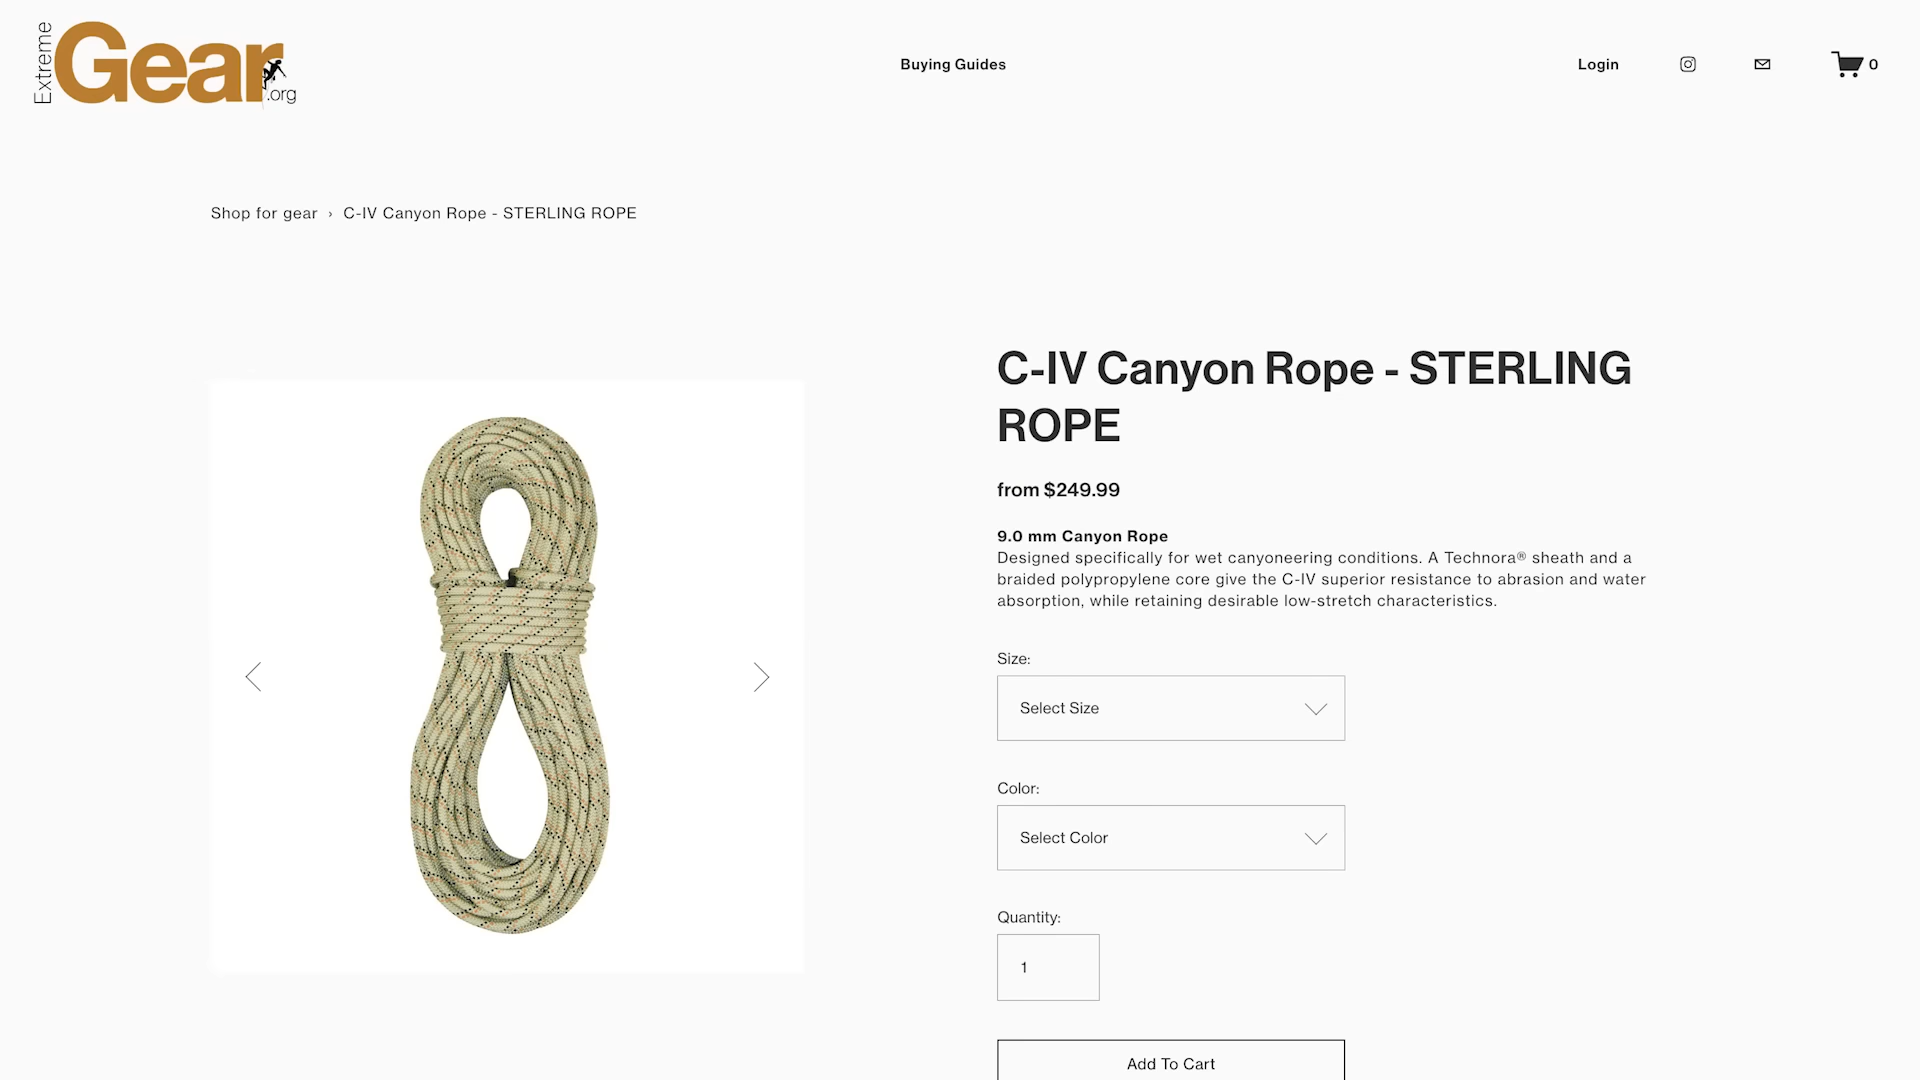 Extreme
Gear
.org
Buying Guides
Login
0
Shop for gear › C-IV Canyon Rope - STERLING ROPE
C-IV Canyon Rope - STERLING
ROPE
from $249.99
9.0 mm Canyon Rope
Designed specifically for wet canyoneering conditions. A Technora® sheath and a
braided polypropylene core give the C-IV superior resistance to abrasion and water
absorption, while retaining desirable low-stretch characteristics.
Size:
Select Size
Color:
Select Color
Quantity:
1
Add To Cart